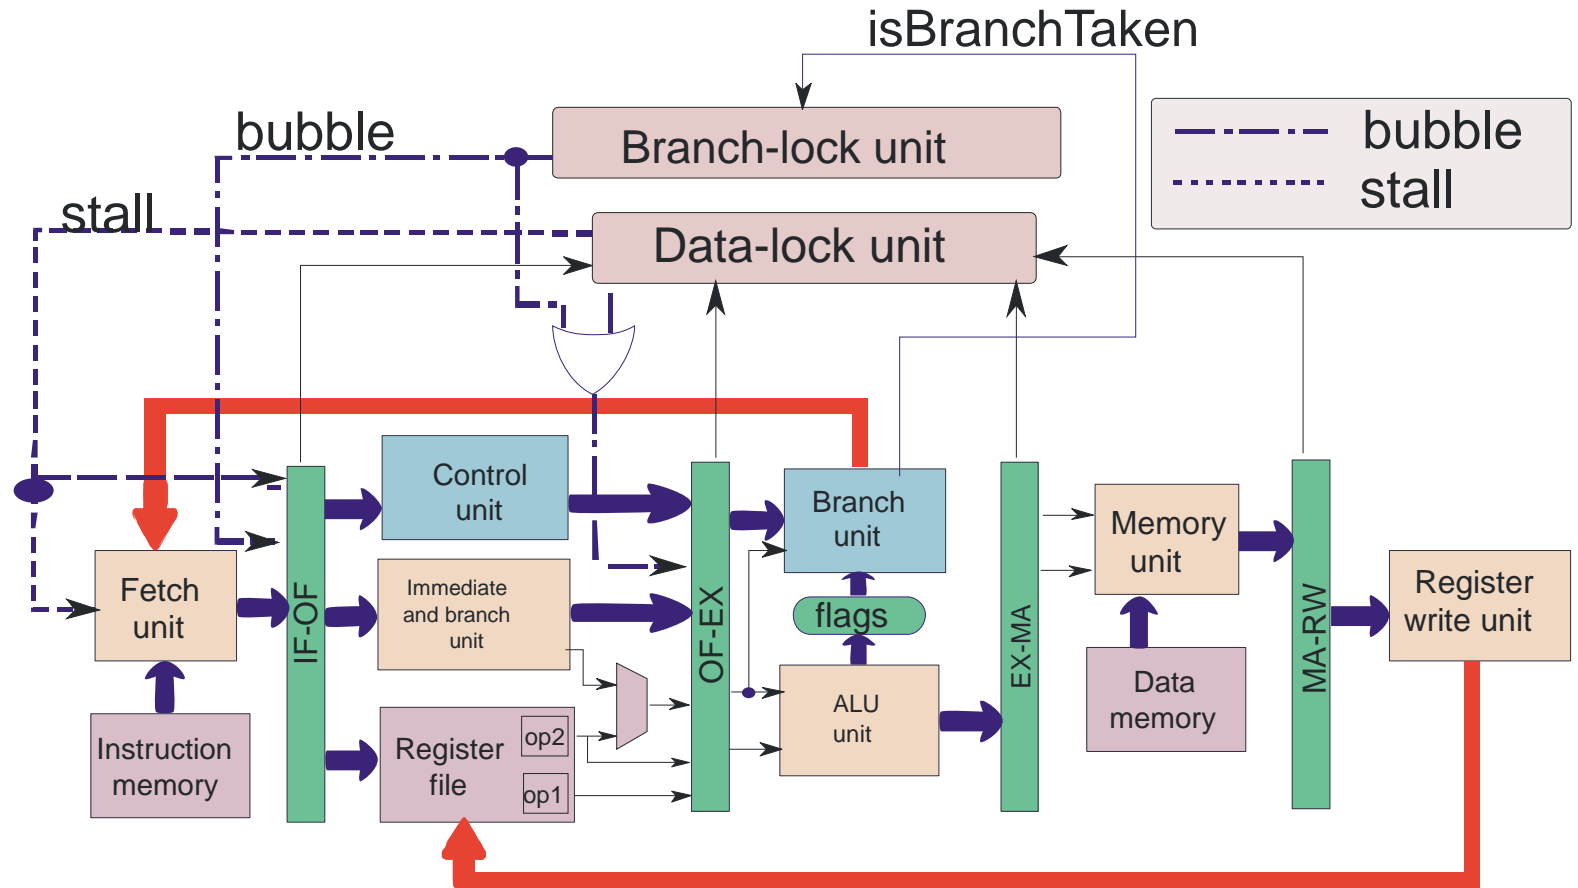 isBranchTaken
bubble
Branch-lock unit
bubble
stall
stall
Data-lock unit
Control
unit
Branch
unit
Memory
unit
Fetch
unit
Immediate
and branch
unit
flags
Register
write unit
IF-OF
OF-EX
EX-MA
MA-RW
ALU
unit
Data
memory
Instruction
memory
Register
file
op2
op1